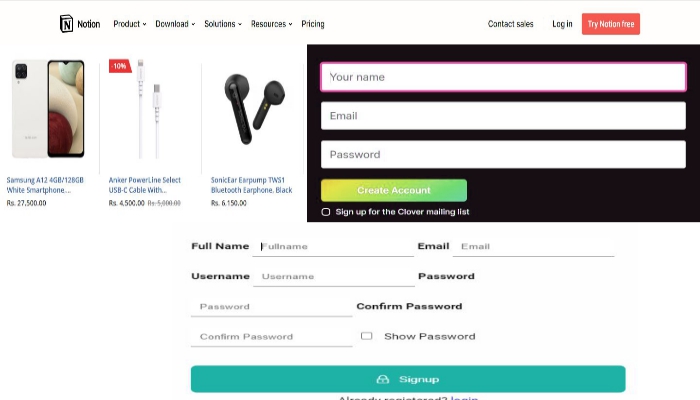 Notion Product Download Solutions Resources Pricing Contact sales Log in Try Notion free
10%
Samsung A12 4GB/128GB White Smartphone....
Rs. 27,500.00
Anker PowerLine Select USB-C Cable With...
Rs. 4,500.00 Rs. 5,000.00
SonicEar Earpump TWS1 Bluetooth Earphone, Black
Rs. 6,150.00
Your name
Email
Password
Create Account
Sign up for the Clover mailing list
Full Name Fullname Email Email
Username Username Password
Password Confirm Password
Confirm Password Show Password
Signup
Already registered? login